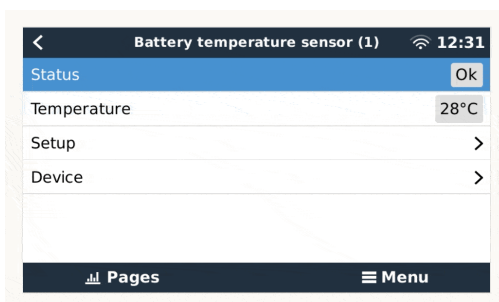 Battery temperature sensor (1) 12:31
Status Ok
Temperature 28°C
Setup
Device
Pages Menu